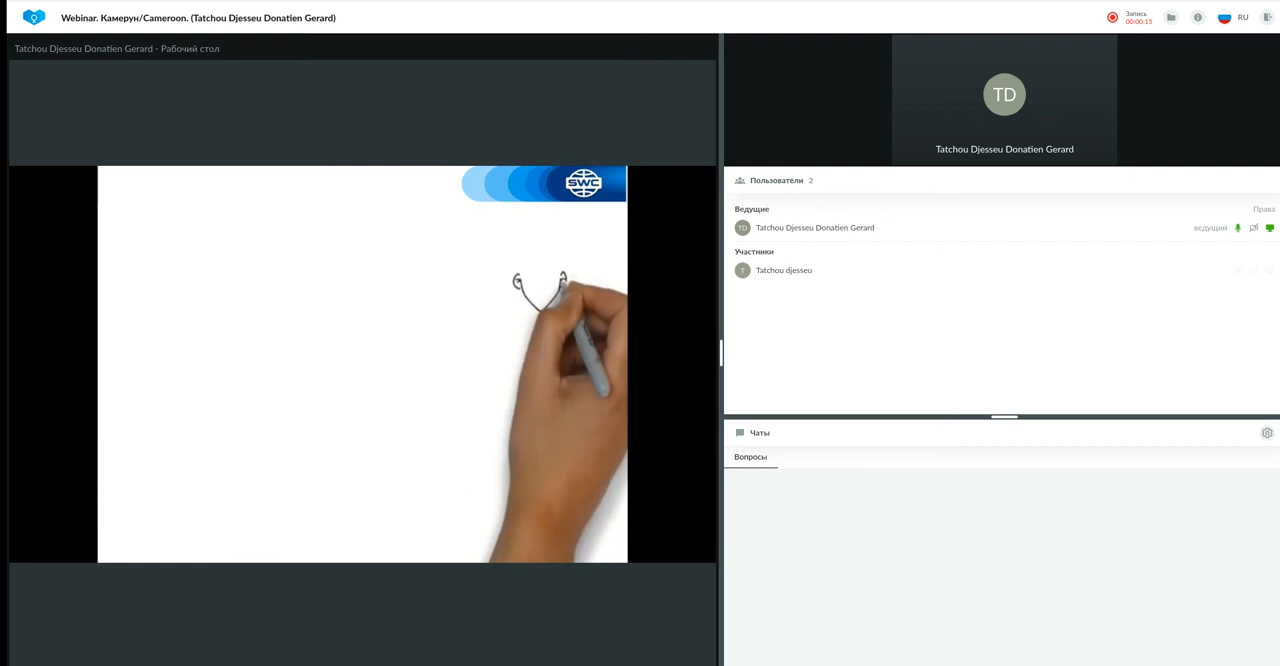 Webinar. Камерун/Cameroon. (Tatchou Djesseu Donatien Gerard)
Запись
00:00:15
RU
Tatchou Djesseu Donatien Gerard - Рабочий стол
SWC
TD
Tatchou Djesseu Donatien Gerard
Пользователи 2
Ведущие Права
TD Tatchou Djesseu Donatien Gerard ведущий
Участники
T Tatchou djesseu
Чаты
Вопросы